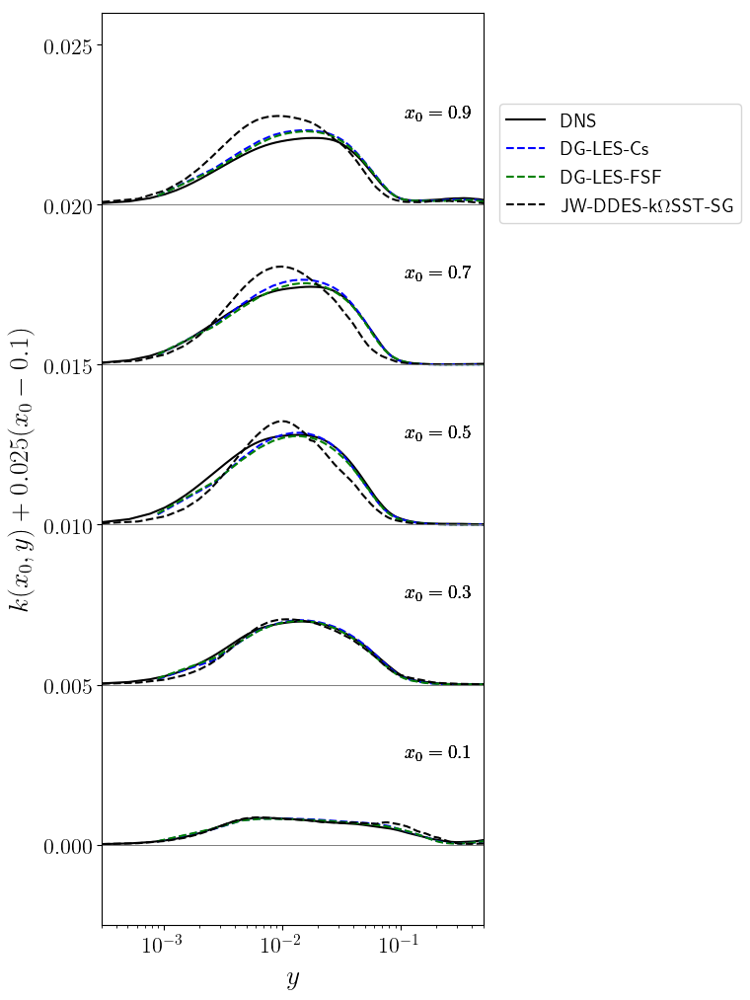 0.025
0.020
0.015
0.010
0.005
0.000
k(x₀, y) + 0.025(x₀ − 0.1)
x₀ = 0.9
x₀ = 0.7
x₀ = 0.5
x₀ = 0.3
x₀ = 0.1
10⁻³ 10⁻² 10⁻¹
y
DNS
DG-LES-Cs
DG-LES-FSF
JW-DDES-kΩSST-SG